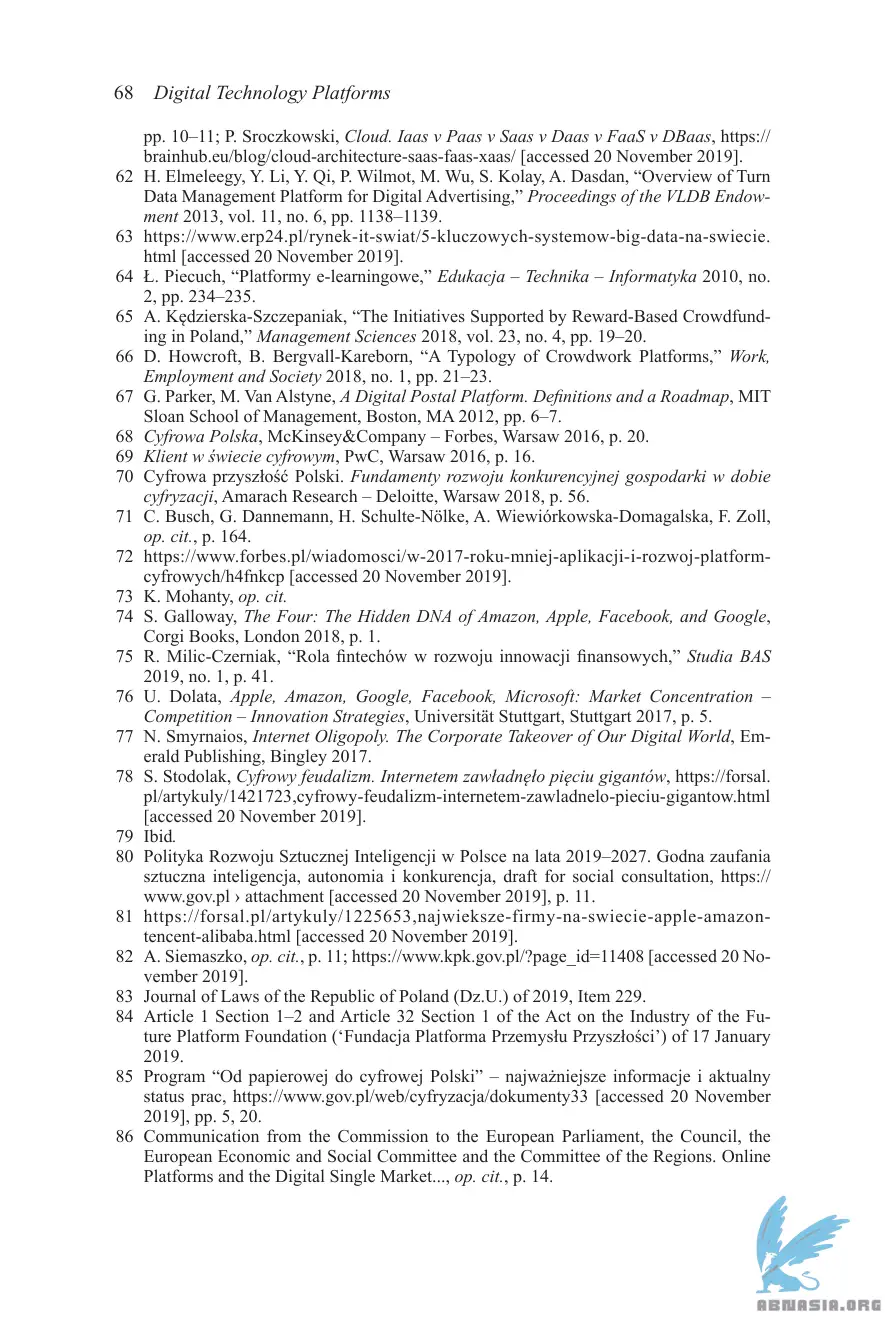 68 Digital Technology Platforms
pp. 10–11; P. Sroczkowski, Cloud. Iaas v Paas v Saas v Daas v FaaS v DBaas, https://
brainhub.eu/blog/cloud-architecture-saas-faas-xaas/ [accessed 20 November 2019].
62 H. Elmeleegy, Y. Li, Y. Qi, P. Wilmot, M. Wu, S. Kolay, A. Dasdan, “Overview of Turn
Data Management Platform for Digital Advertising,” Proceedings of the VLDB Endow-
ment 2013, vol. 11, no. 6, pp. 1138–1139.
63 https://www.erp24.pl/rynek-it-swiat/5-kluczowych-systemow-big-data-na-swiecie.
html [accessed 20 November 2019].
64 Ł. Piecuch, “Platformy e-learningowe,” Edukacja – Technika – Informatyka 2010, no.
2, pp. 234–235.
65 A. Kędzierska-Szczepaniak, “The Initiatives Supported by Reward-Based Crowdfund-
ing in Poland,” Management Sciences 2018, vol. 23, no. 4, pp. 19–20.
66 D. Howcroft, B. Bergvall-Kareborn, “A Typology of Crowdwork Platforms,” Work,
Employment and Society 2018, no. 1, pp. 21–23.
67 G. Parker, M. Van Alstyne, A Digital Postal Platform. Definitions and a Roadmap, MIT
Sloan School of Management, Boston, MA 2012, pp. 6–7.
68 Cyfrowa Polska, McKinsey&Company – Forbes, Warsaw 2016, p. 20.
69 Klient w świecie cyfrowym, PwC, Warsaw 2016, p. 16.
70 Cyfrowa przyszłość Polski. Fundamenty rozwoju konkurencyjnej gospodarki w dobie
cyfryzacji, Amarach Research – Deloitte, Warsaw 2018, p. 56.
71 C. Busch, G. Dannemann, H. Schulte-Nölke, A. Wiewiórkowska-Domagalska, F. Zoll,
op. cit., p. 164.
72 https://www.forbes.pl/wiadomosci/w-2017-roku-mniej-aplikacji-i-rozwoj-platform-
cyfrowych/h4fnkcp [accessed 20 November 2019].
73 K. Mohanty, op. cit.
74 S. Galloway, The Four: The Hidden DNA of Amazon, Apple, Facebook, and Google,
Corgi Books, London 2018, p. 1.
75 R. Milic-Czerniak, “Rola fintechów w rozwoju innowacji finansowych,” Studia BAS
2019, no. 1, p. 41.
76 U. Dolata, Apple, Amazon, Google, Facebook, Microsoft: Market Concentration –
Competition – Innovation Strategies, Universität Stuttgart, Stuttgart 2017, p. 5.
77 N. Smyrnaios, Internet Oligopoly. The Corporate Takeover of Our Digital World, Em-
erald Publishing, Bingley 2017.
78 S. Stodolak, Cyfrowy feudalizm. Internetem zawładnęło pięciu gigantów, https://forsal.
pl/artykuly/1421723,cyfrowy-feudalizm-internetem-zawladnelo-pieciu-gigantow.html
[accessed 20 November 2019].
79 Ibid.
80 Polityka Rozwoju Sztucznej Inteligencji w Polsce na lata 2019–2027. Godna zaufania
sztuczna inteligencja, autonomia i konkurencja, draft for social consultation, https://
www.gov.pl › attachment [accessed 20 November 2019], p. 11.
81 https://forsal.pl/artykuly/1225653,najwieksze-firmy-na-swiecie-apple-amazon-
tencent-alibaba.html [accessed 20 November 2019].
82 A. Siemaszko, op. cit., p. 11; https://www.kpk.gov.pl/?page_id=11408 [accessed 20 No-
vember 2019].
83 Journal of Laws of the Republic of Poland (Dz.U.) of 2019, Item 229.
84 Article 1 Section 1–2 and Article 32 Section 1 of the Act on the Industry of the Fu-
ture Platform Foundation (‘Fundacja Platforma Przemysłu Przyszłości’) of 17 January
2019.
85 Program “Od papierowej do cyfrowej Polski” – najważniejsze informacje i aktualny
status prac, https://www.gov.pl/web/cyfryzacja/dokumenty33 [accessed 20 November
2019], pp. 5, 20.
86 Communication from the Commission to the European Parliament, the Council, the
European Economic and Social Committee and the Committee of the Regions. Online
Platforms and the Digital Single Market..., op. cit., p. 14.
ABNASIA.ORG